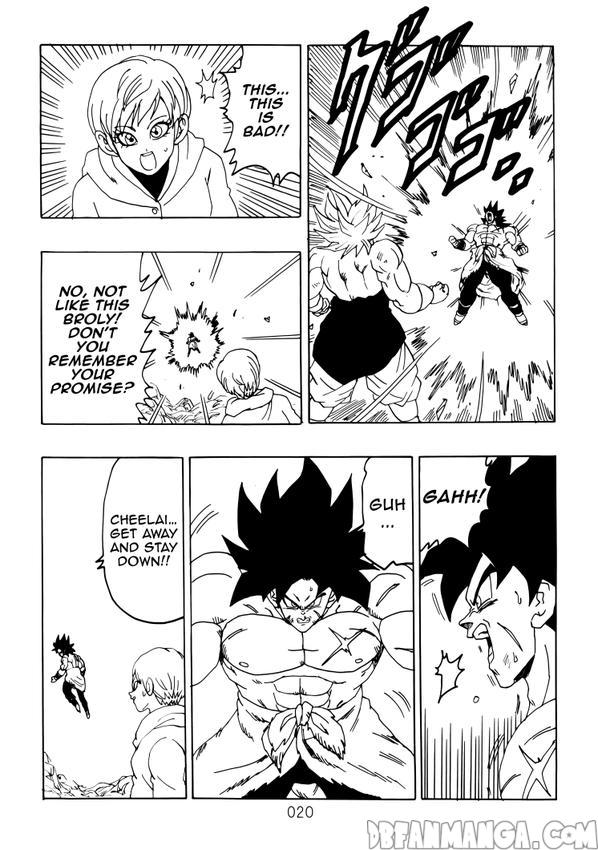 THIS...
THIS
IS
BAD!!
NO, NOT
LIKE THIS
BROLY!
DON'T
YOU
REMEMBER
YOUR
PROMISE?
GAHH!
GUH
...
CHEELAI...
GET AWAY
AND STAY
DOWN!!
020
DBFANMANGA.COM